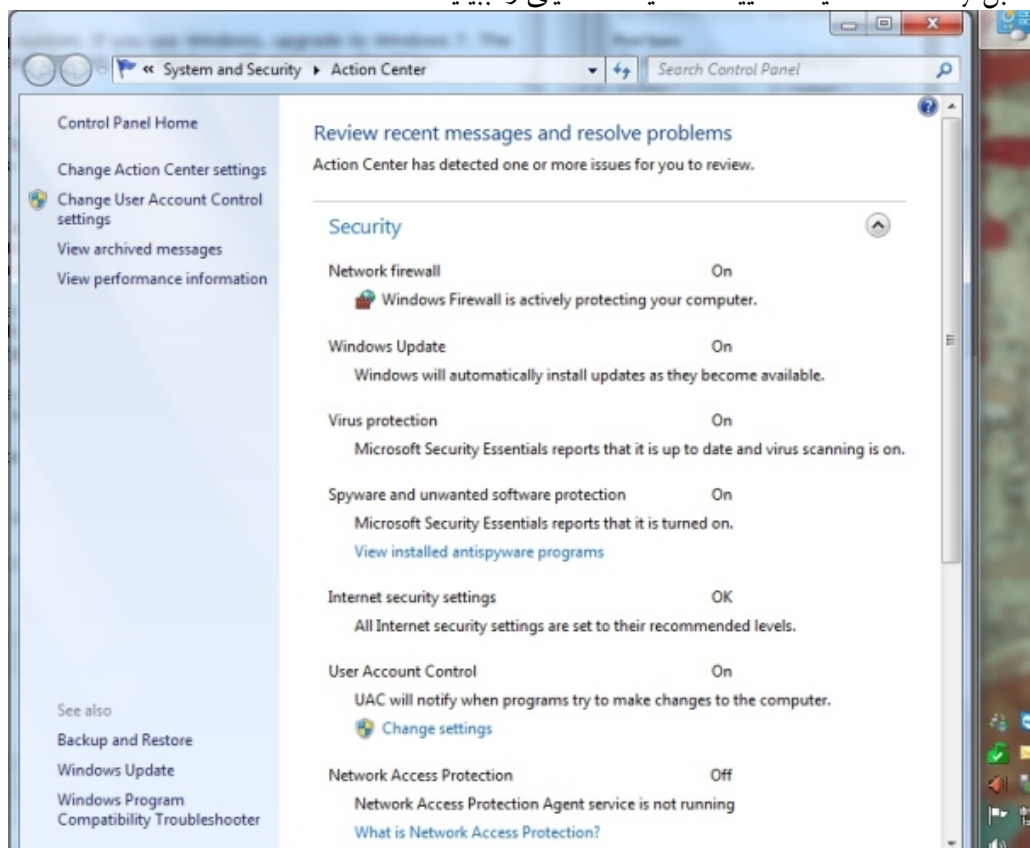 System and Security ▸ Action Center
Search Control Panel
Control Panel Home
Change Action Center settings
Change User Account Control
settings
View archived messages
View performance information
See also
Backup and Restore
Windows Update
Windows Program
Compatibility Troubleshooter
Review recent messages and resolve problems
Action Center has detected one or more issues for you to review.
Security
Network firewall On
Windows Firewall is actively protecting your computer.
Windows Update On
Windows will automatically install updates as they become available.
Virus protection On
Microsoft Security Essentials reports that it is up to date and virus scanning is on.
Spyware and unwanted software protection On
Microsoft Security Essentials reports that it is turned on.
View installed antispyware programs
Internet security settings OK
All Internet security settings are set to their recommended levels.
User Account Control On
UAC will notify when programs try to make changes to the computer.
Change settings
Network Access Protection Off
Network Access Protection Agent service is not running
What is Network Access Protection?